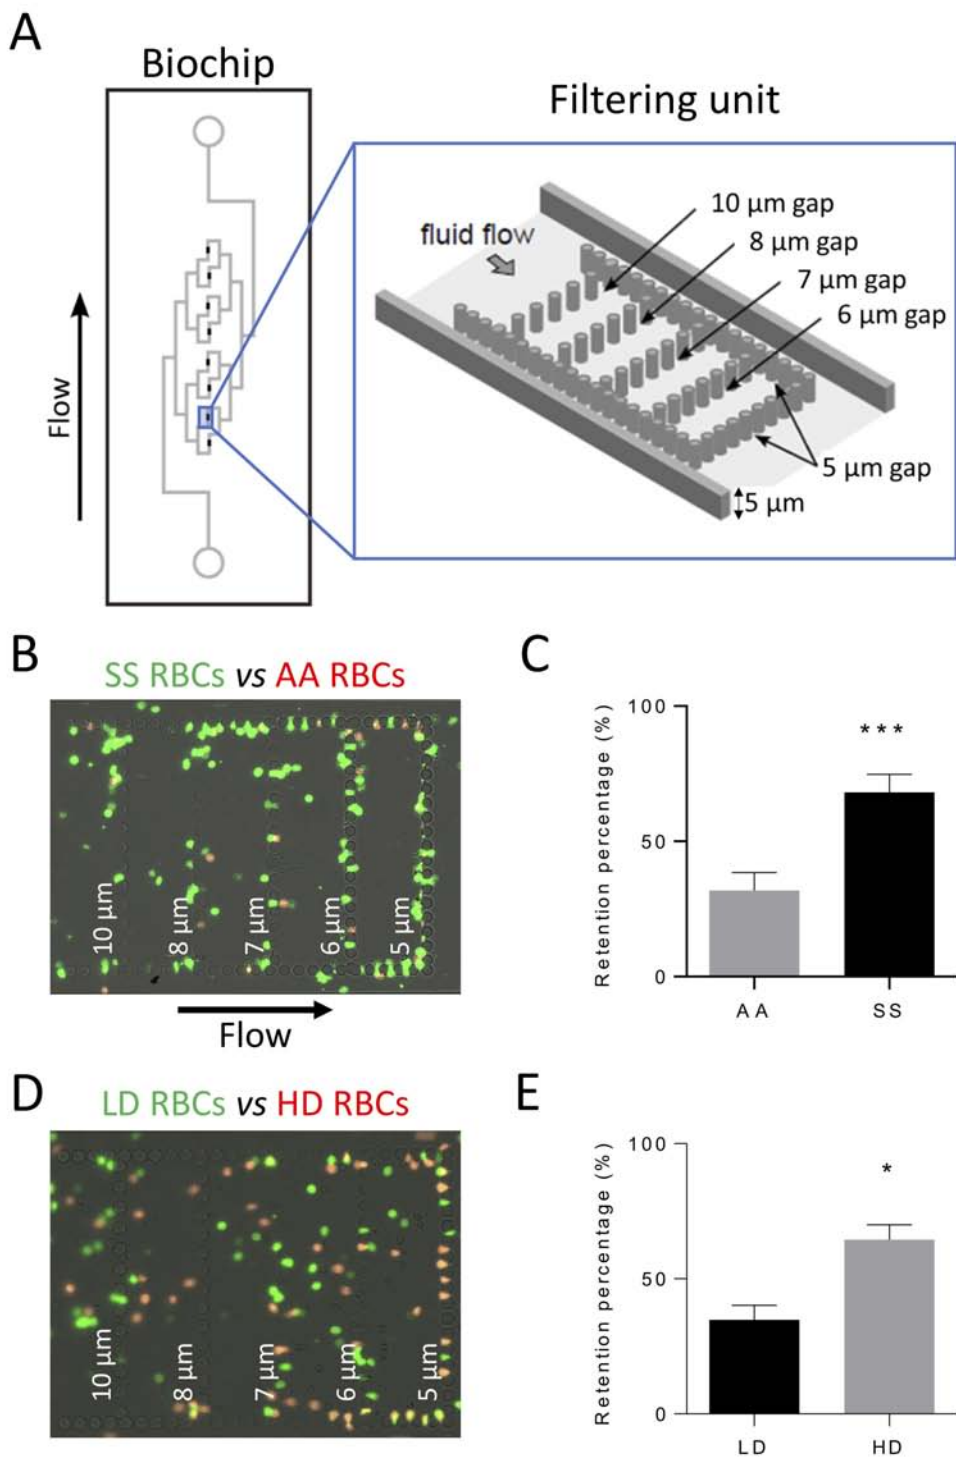 A
Biochip
Filtering unit
10 µm gap
fluid flow
8 µm gap
7 µm gap
6 µm gap
Flow
5 µm gap
5 µm
B
SS RBCs vs AA RBCs
10 µm
8 µm
7 µm
6 µm
5 µm
Flow
C
Retention percentage (%)
100
50
0
***
AA
SS
D
LD RBCs vs HD RBCs
10 µm
8 µm
7 µm
6 µm
5 µm
E
Retention percentage (%)
100
50
0
*
LD
HD